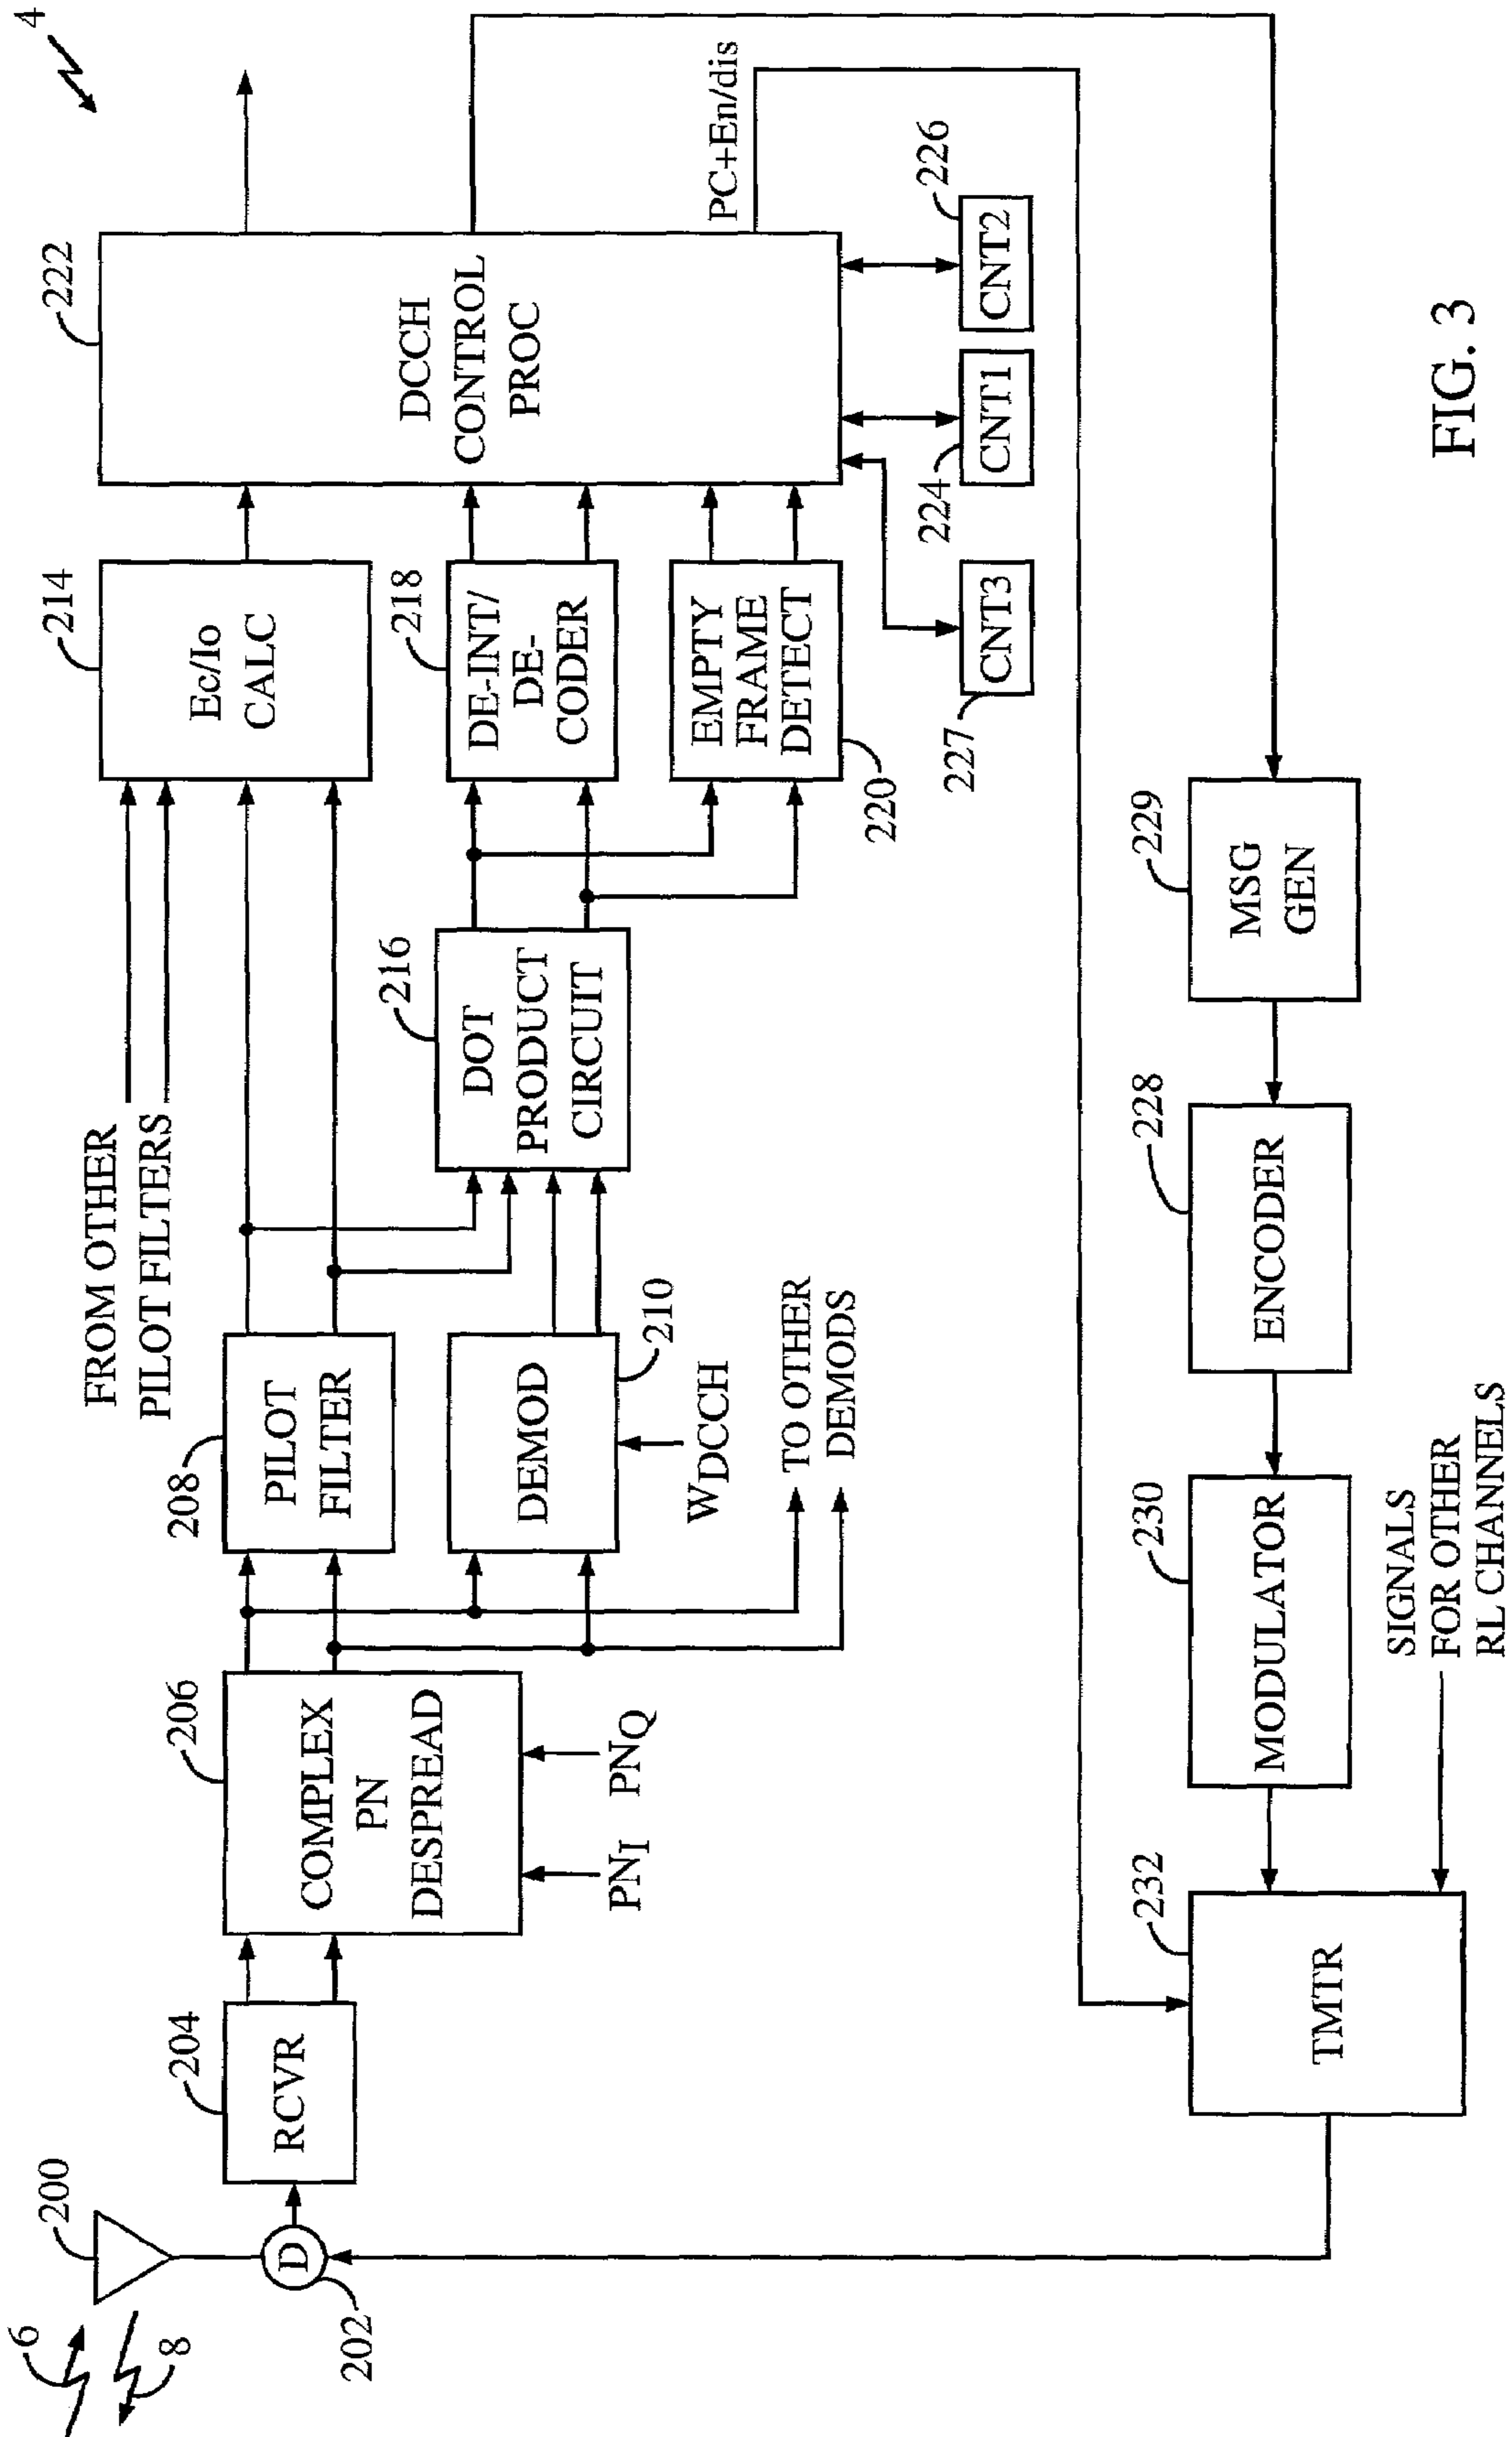 4
222
214
FROM OTHER
PILOT FILTERS
Ec/Io
CALC
DCCH
CONTROL
PROC
208
PILOT
FILTER
206
COMPLEX
PN
DESPREAD
204
RCVR
200
6
8
D
202
216
DOT
PRODUCT
CIRCUIT
218
DE-INT/
DE-
CODER
EMPTY
FRAME
DETECT
220
DEMOD
210
WDCCH
PNI
PNQ
TO OTHER
DEMODS
PC+En/dis
227
CNT3
224
CNT1
226
CNT2
232
TMTR
230
MODULATOR
228
ENCODER
229
MSG
GEN
SIGNALS
FOR OTHER
RL CHANNELS
FIG. 3